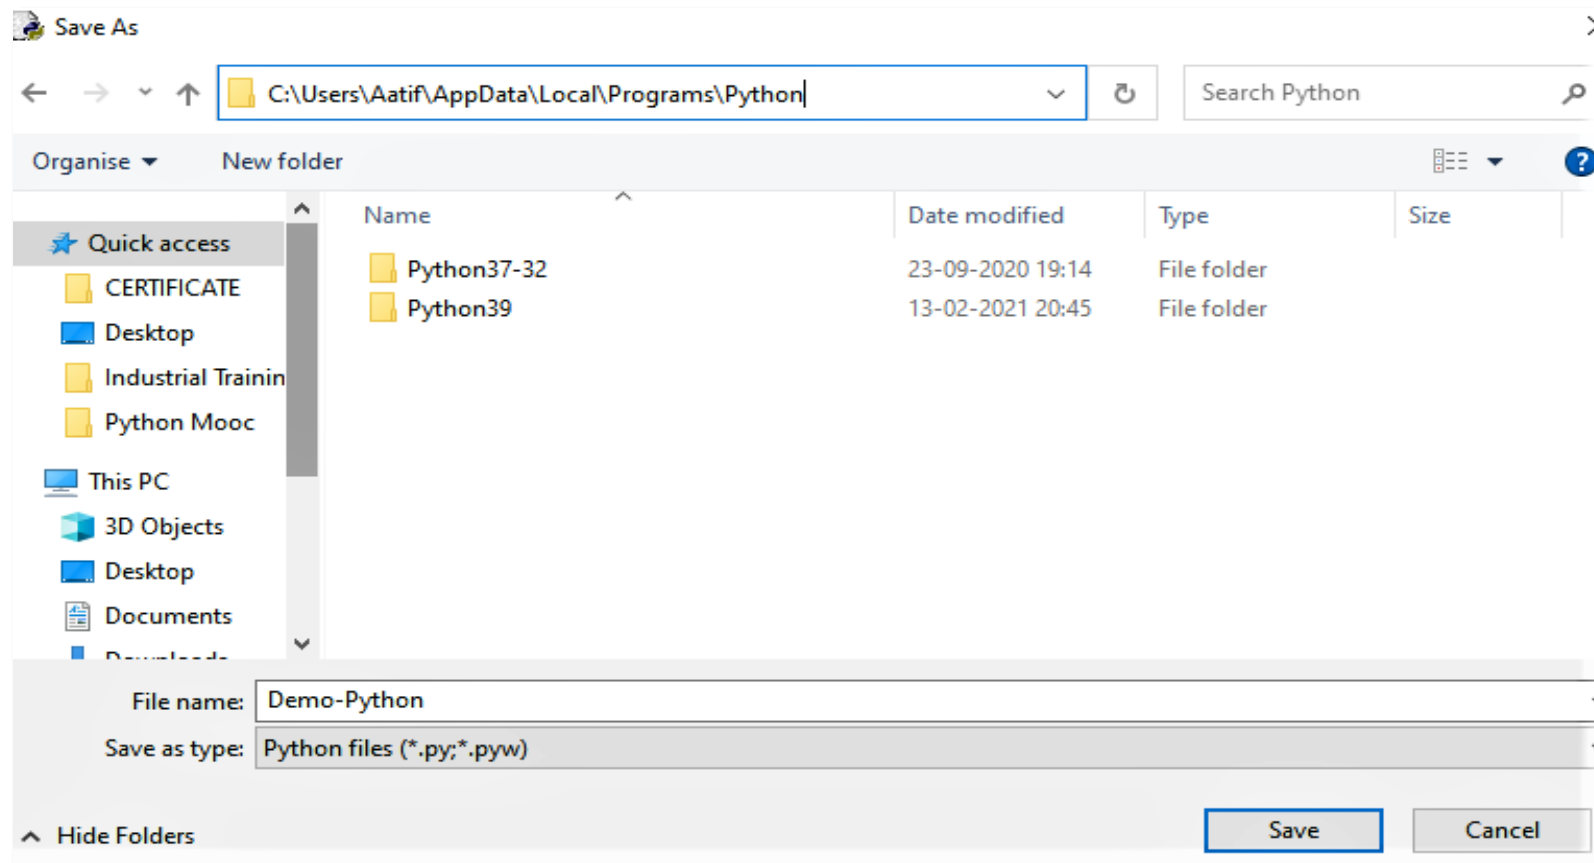 Save As
C:\Users\Aatif\AppData\Local\Programs\Python
Search Python
Organise
New folder
?
Name
Date modified
Type
Size
Quick access
CERTIFICATE
Desktop
Industrial Trainin
Python Mooc
This PC
3D Objects
Desktop
Documents
Downloads
Python37-32 23-09-2020 19:14 File folder
Python39 13-02-2021 20:45 File folder
File name: Demo-Python
Save as type: Python files (*.py;*.pyw)
Hide Folders
Save
Cancel